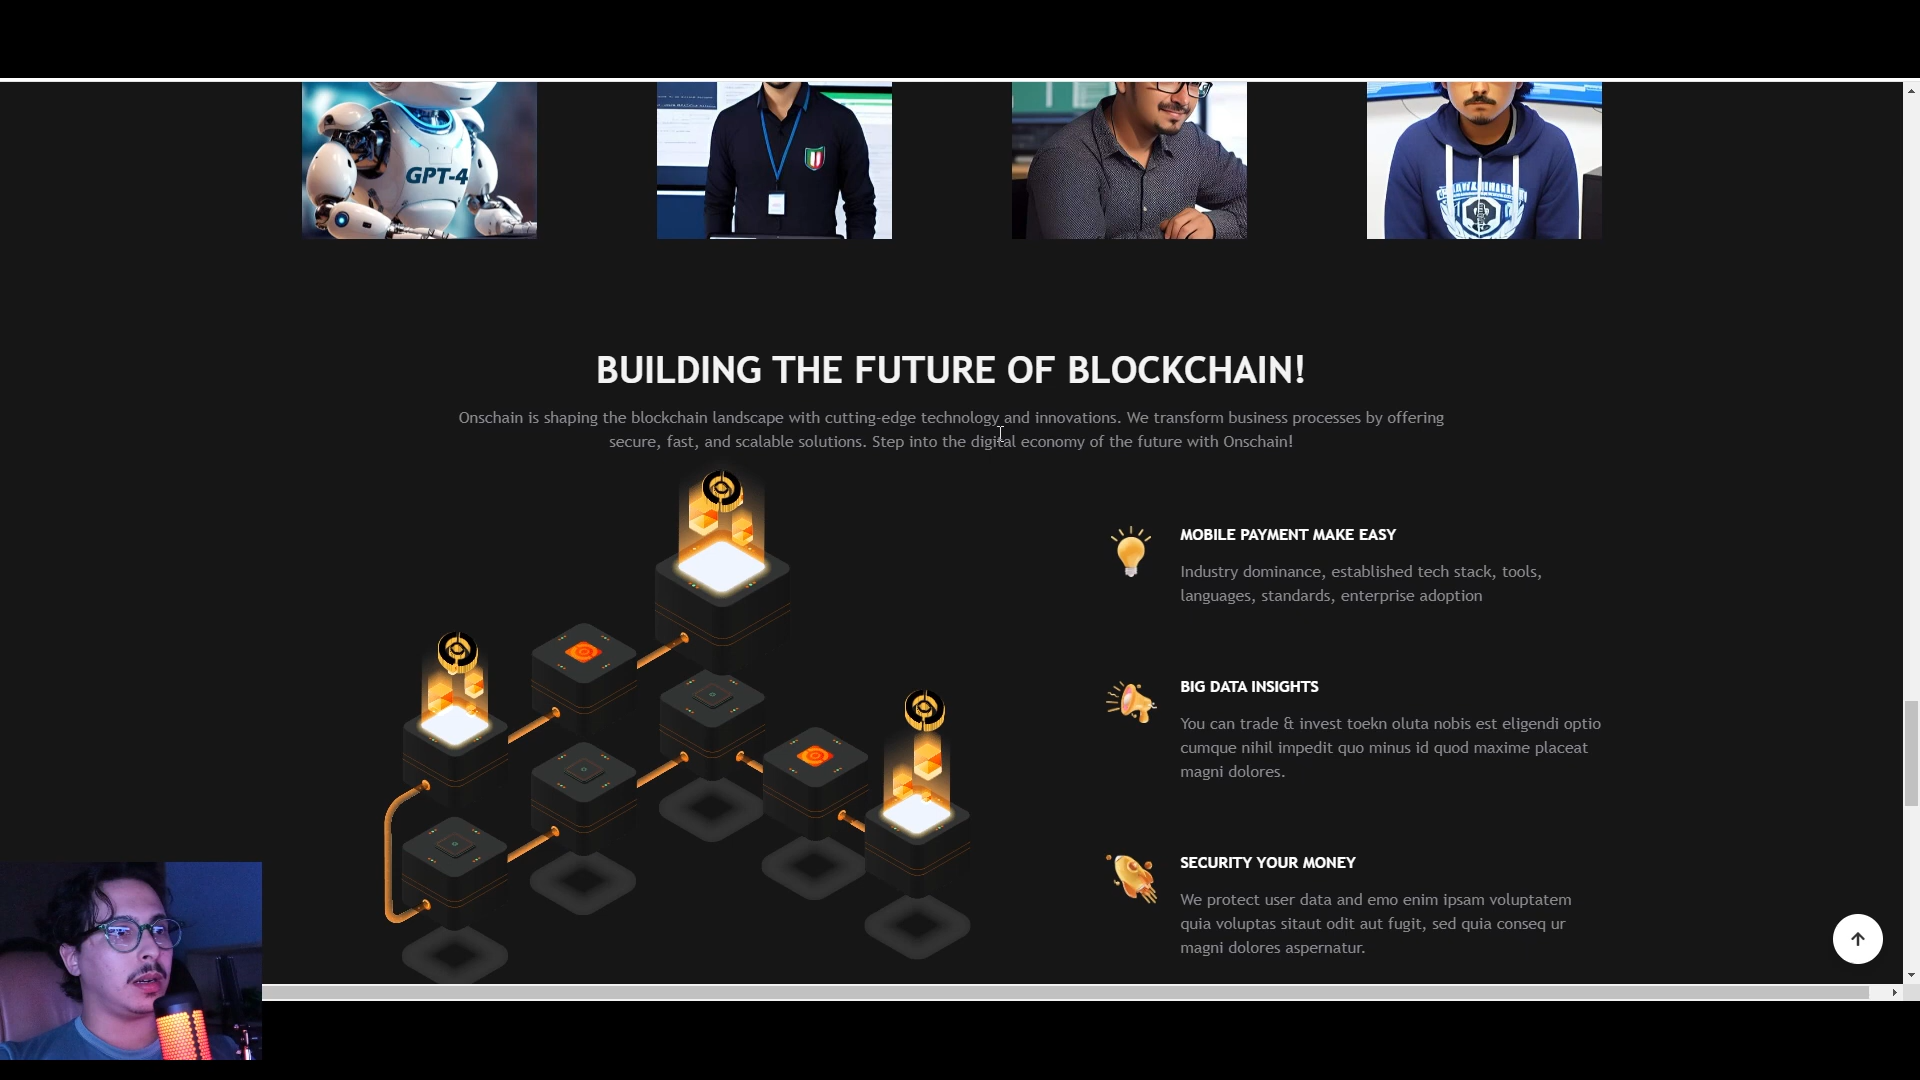 GPT-4
BUILDING THE FUTURE OF BLOCKCHAIN!
Onschain is shaping the blockchain landscape with cutting-edge technology and innovations. We transform business processes by offering
secure, fast, and scalable solutions. Step into the digital economy of the future with Onschain!
MOBILE PAYMENT MAKE EASY
Industry dominance, established tech stack, tools,
languages, standards, enterprise adoption
BIG DATA INSIGHTS
You can trade & invest toekn oluta nobis est eligendi optio
cumque nihil impedit quo minus id quod maxime placeat
magni dolores.
SECURITY YOUR MONEY
We protect user data and emo enim ipsam voluptatem
quia voluptas sitaut odit aut fugit, sed quia conseq ur
magni dolores aspernatur.